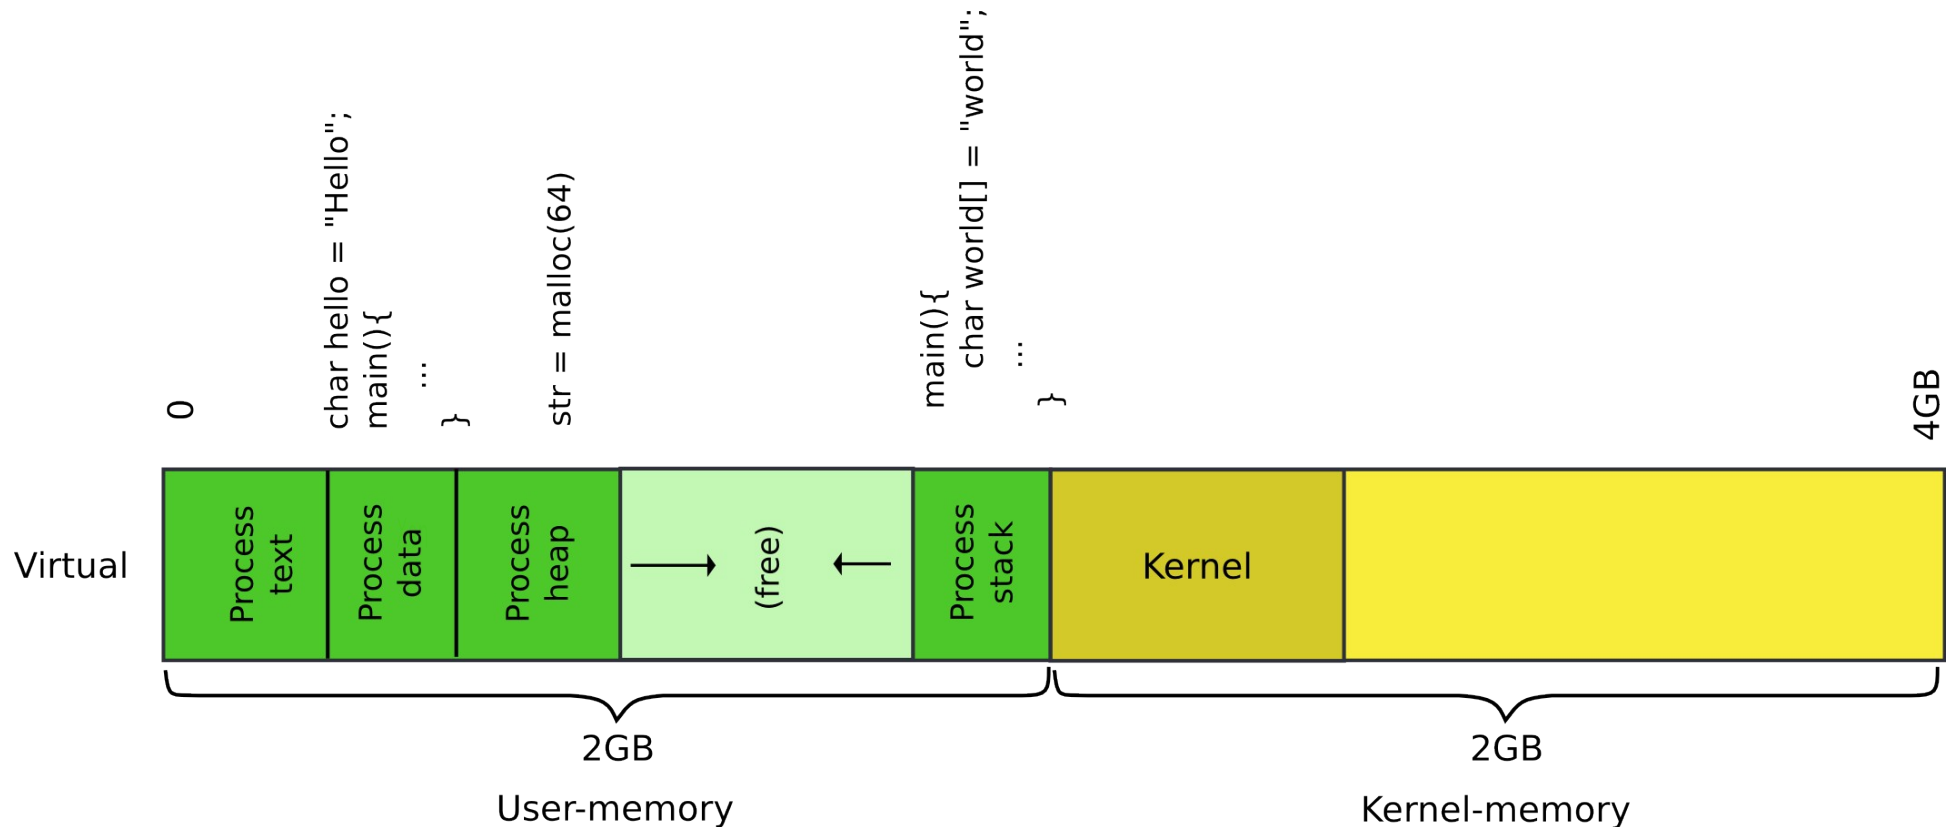 0
char hello = "Hello";
main(){
...
}
str = malloc(64)
main(){
char world[] = "world";
...
}
4GB
Virtual
Process
text
Process
data
Process
heap
(free)
Process
stack
Kernel
2GB
2GB
User-memory
Kernel-memory